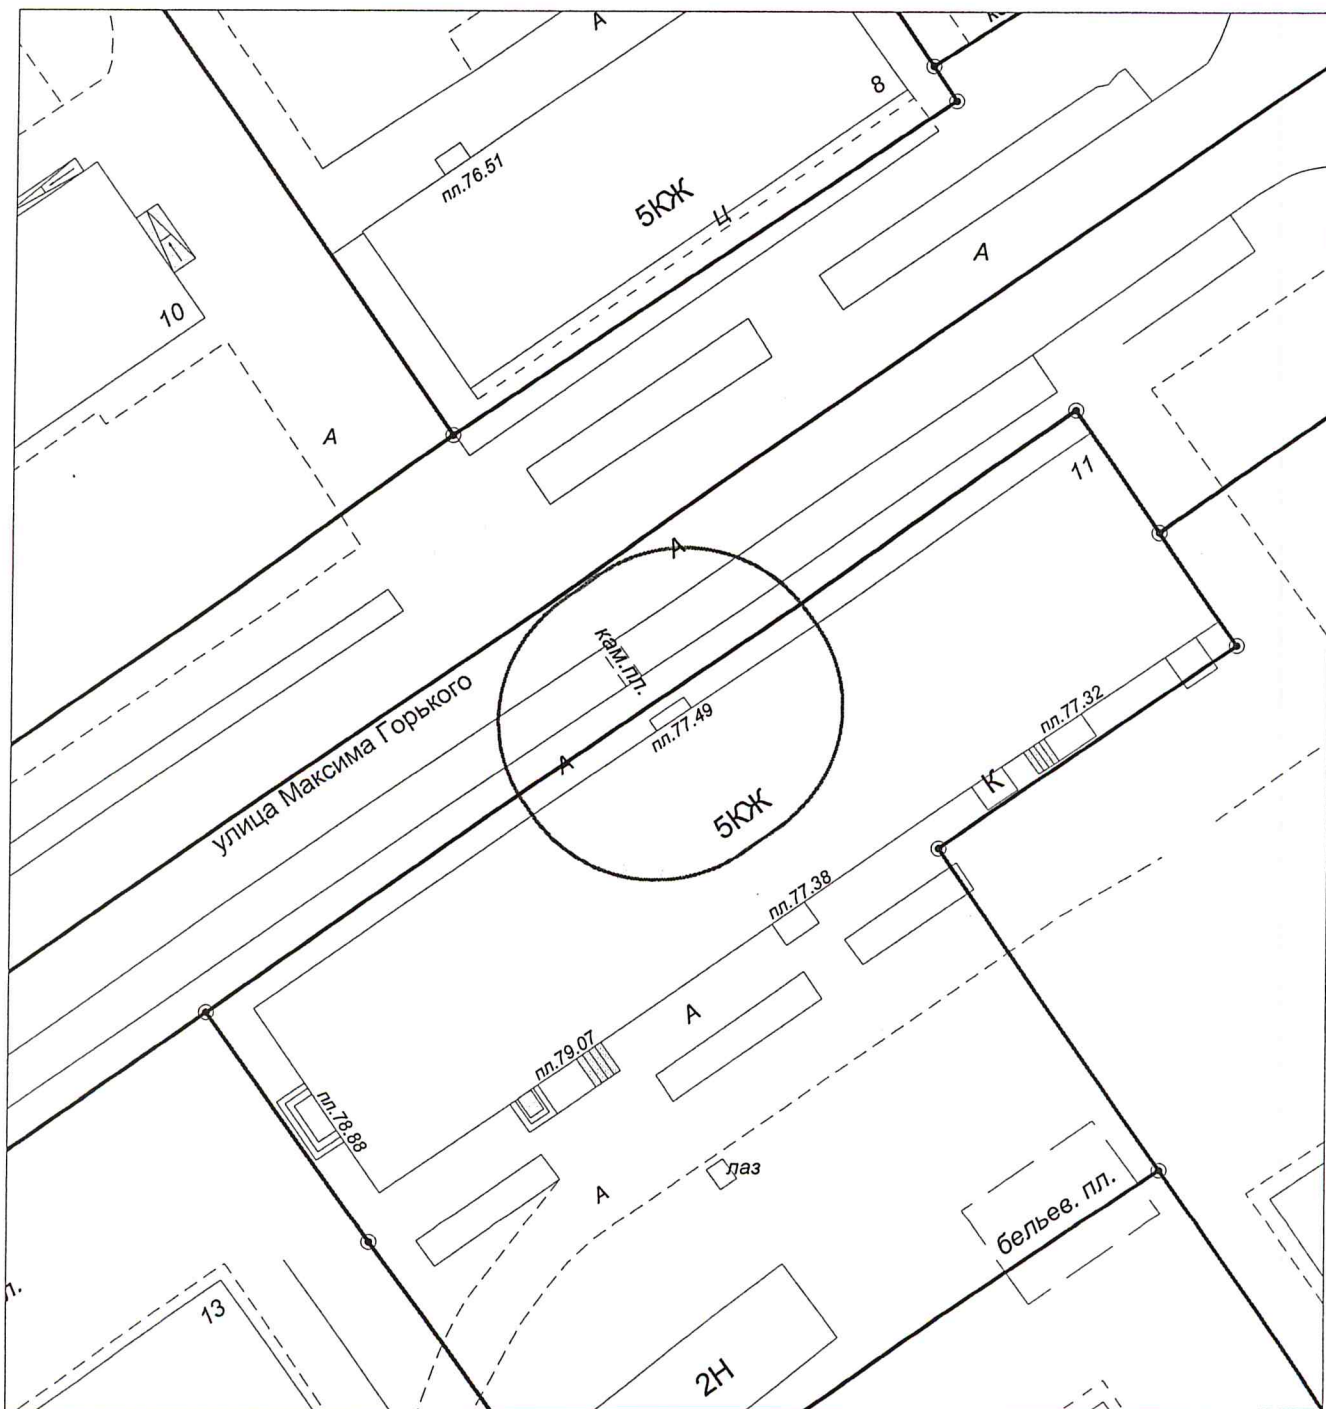 А
8
пл.76.51
5КЖ
Ц
А
10
А
11
А
кам.пл.
улица Максима Горького
пл.77.49
пл.77.32
А
К
5КЖ
пл.77.38
А
пл.79.07
пл.78.88
лаз
А
бельев. пл.
13
2Н